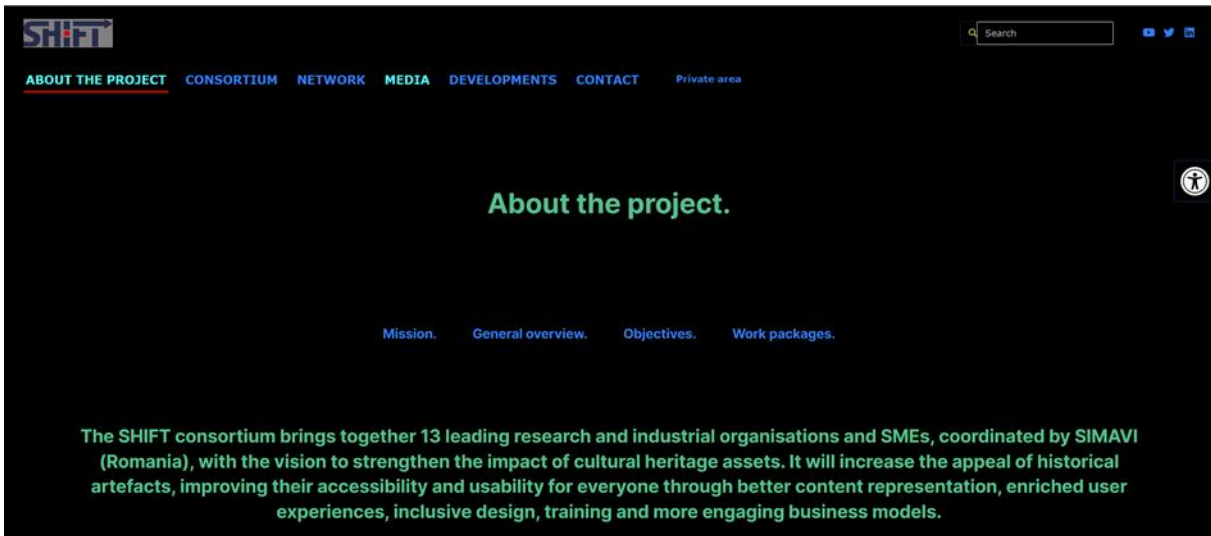 SHIFT
Search
ABOUT THE PROJECT CONSORTIUM NETWORK MEDIA DEVELOPMENTS CONTACT Private area
About the project.
Mission. General overview. Objectives. Work packages.
The SHIFT consortium brings together 13 leading research and industrial organisations and SMEs, coordinated by SIMAVI
(Romania), with the vision to strengthen the impact of cultural heritage assets. It will increase the appeal of historical
artefacts, improving their accessibility and usability for everyone through better content representation, enriched user
experiences, inclusive design, training and more engaging business models.